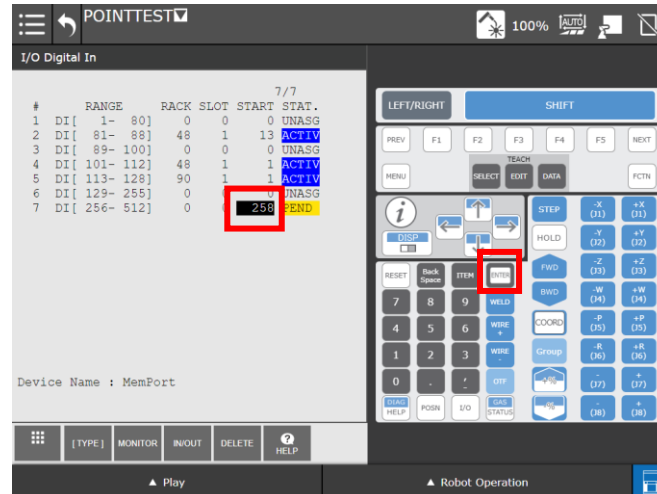 POINTTEST
100%
AUTO
I/O Digital In
7/7
# RANGE RACK SLOT START STAT.
1 DI[ 1- 80] 0 0 0 UNASG
2 DI[ 81- 88] 48 1 13 ACTIV
3 DI[ 89- 100] 0 0 0 UNASG
4 DI[ 101- 112] 48 1 1 ACTIV
5 DI[ 113- 128] 90 1 1 ACTIV
6 DI[ 129- 255] 0 0 0 UNASG
7 DI[ 256- 512] 0 0 258 PEND
Device Name : MemPort
[TYPE] MONITOR IN/OUT DELETE ? HELP
▲ Play
▲ Robot Operation
LEFT/RIGHT SHIFT
PREV F1 F2 F3 F4 F5 NEXT
TEACH
MENU SELECT EDIT DATA FCTN
i
DISP
STEP -X (J1) +X (J1)
HOLD -Y (J2) +Y (J2)
RESET Back Space ITEM ENTER FWD -Z (J3) +Z (J3)
7 8 9 WELD BWD -W (J4) +W (J4)
4 5 6 WIRE + COORD -P (J5) +P (J5)
1 2 3 WIRE - Group -R (J6) +R (J6)
0 . OTF +% - (J7) + (J7)
DIAG HELP POSN I/O GAS STATUS -% - (J8) + (J8)